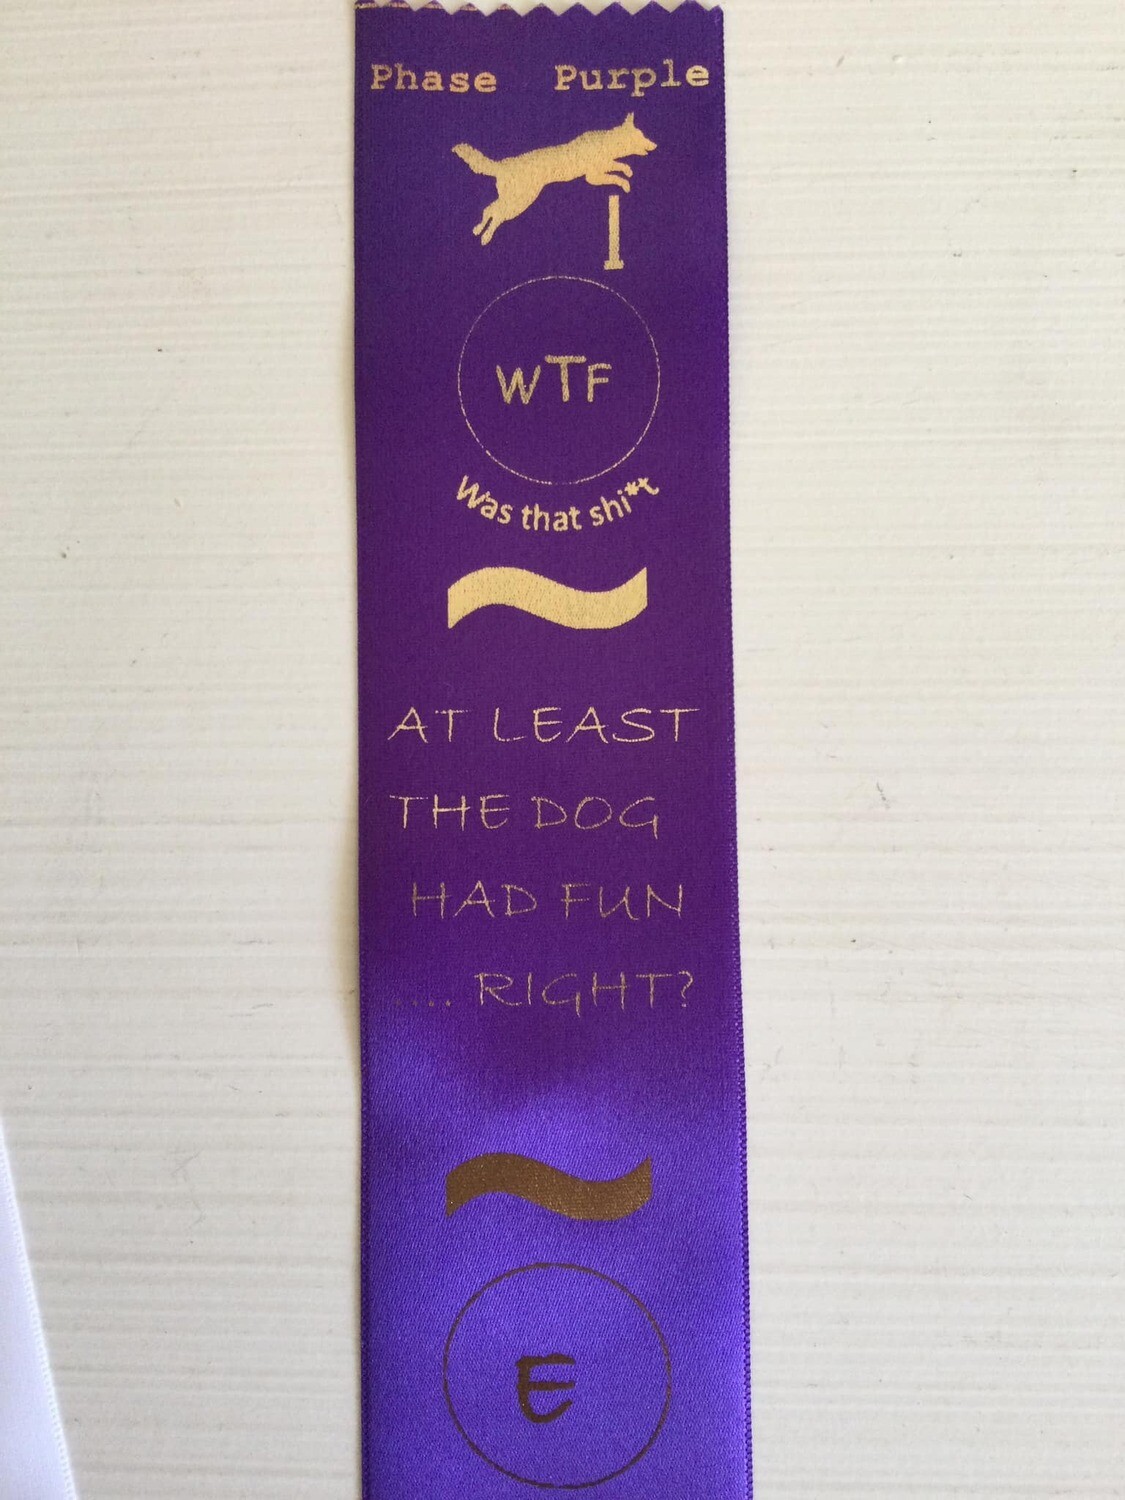 Phase Purple
WTF
Was that shi*t
AT LEAST
THE DOG
HAD FUN
.... RIGHT?
E